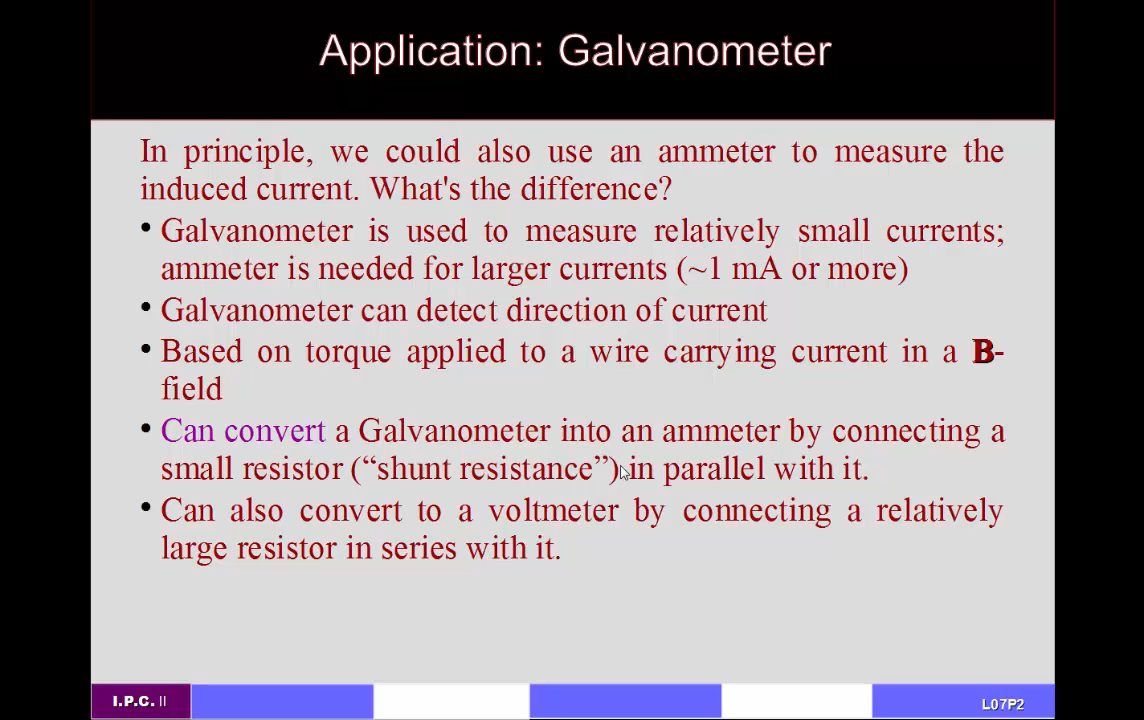 Application: Galvanometer
In principle, we could also use an ammeter to measure the
induced current. What's the difference?
• Galvanometer is used to measure relatively small currents;
ammeter is needed for larger currents (~1 mA or more)
• Galvanometer can detect direction of current
• Based on torque applied to a wire carrying current in a B-
field
• Can convert a Galvanometer into an ammeter by connecting a
small resistor (“shunt resistance”) in parallel with it.
• Can also convert to a voltmeter by connecting a relatively
large resistor in series with it.
I.P.C. II
L07P2